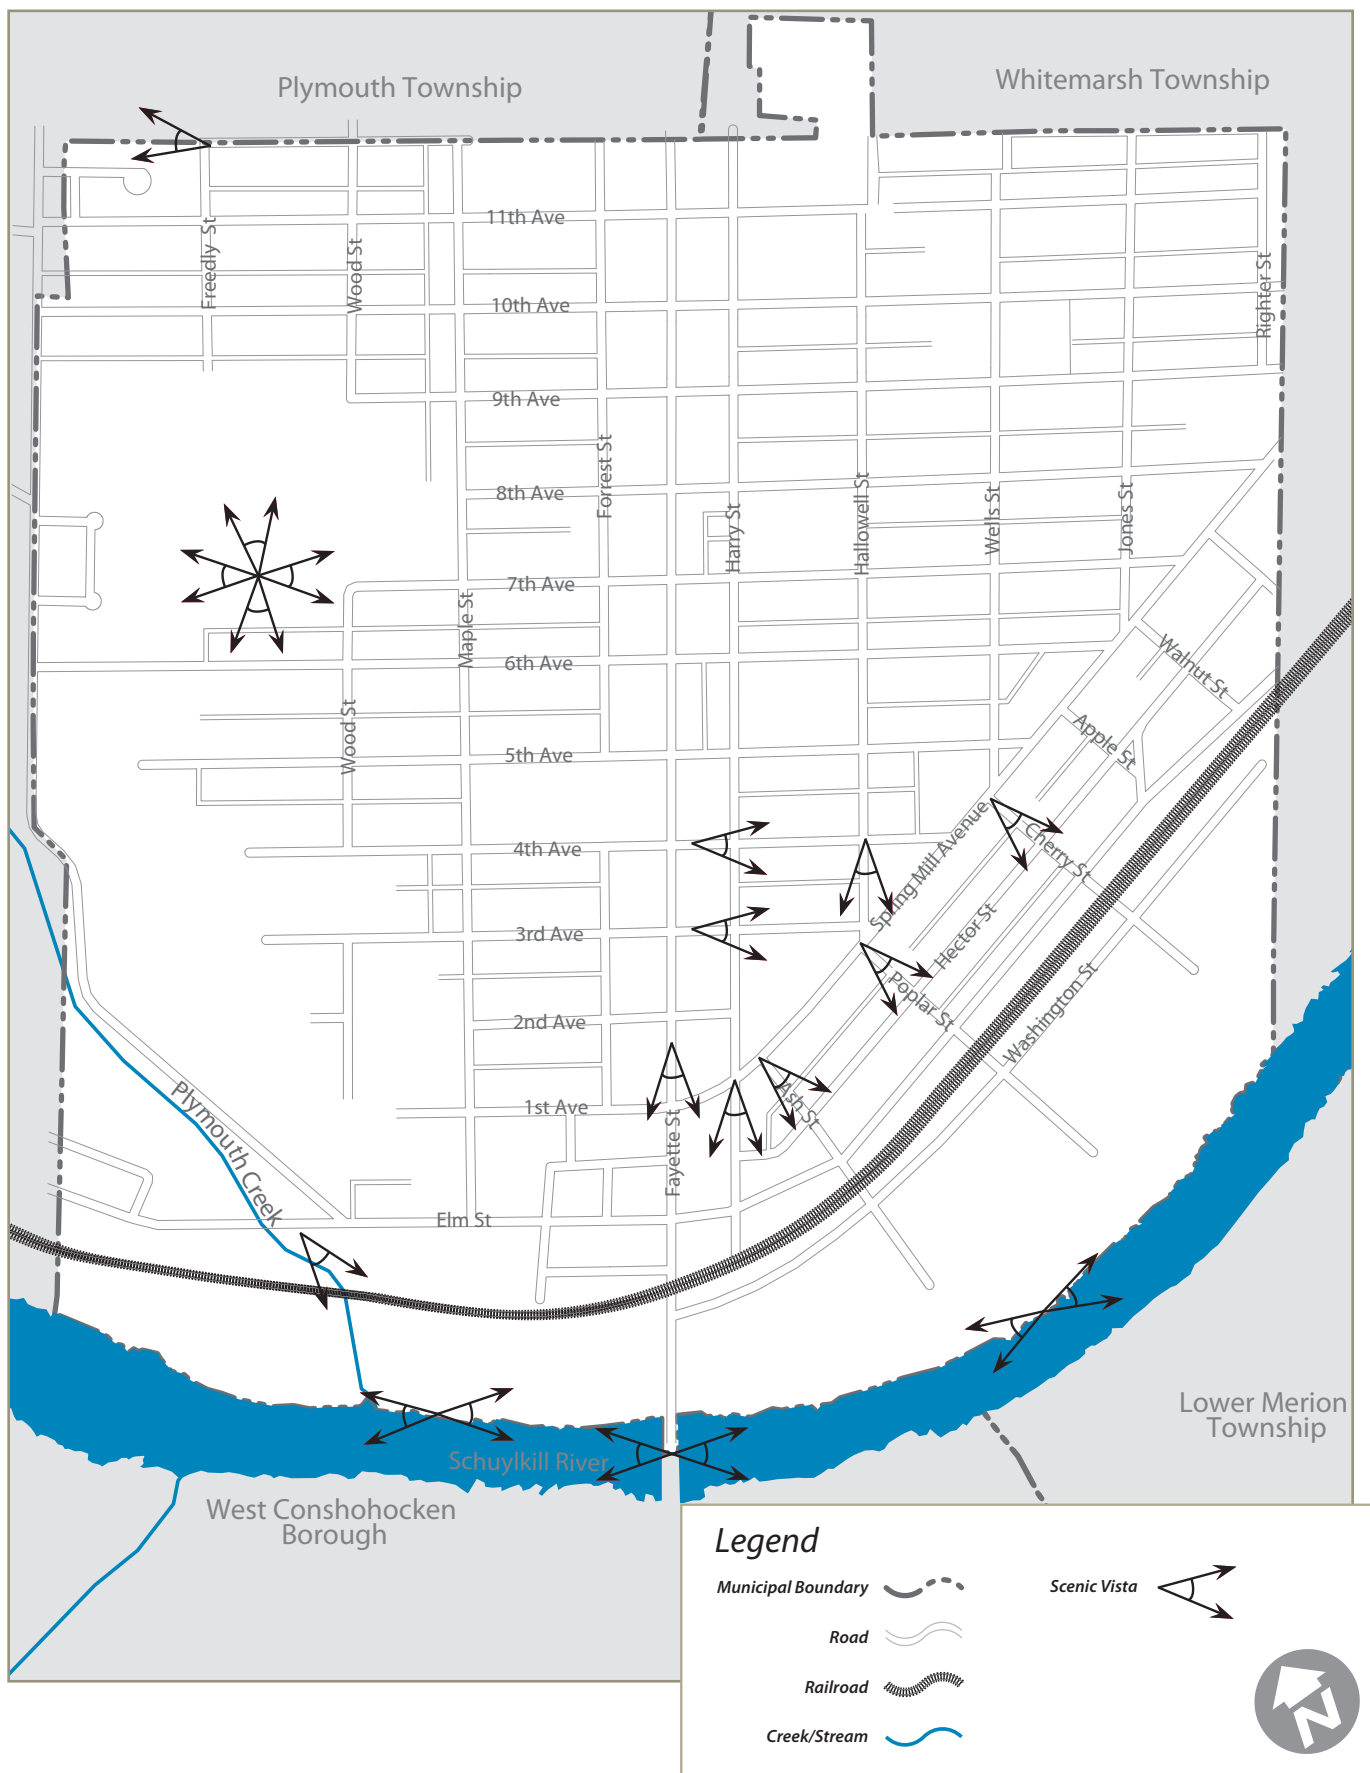 Plymouth Township
Whitemarsh Township
11th Ave
Freedly St
Wood St
10th Ave
Righter St
9th Ave
Forrest St
8th Ave
Harry St
Hallowell St
Wells St
Jones St
7th Ave
Maple St
6th Ave
Walnut St
Wood St
5th Ave
Apple St
4th Ave
Spring Mill Avenue
Cherry St
3rd Ave
Hector St
Poplar St
2nd Ave
Washington St
Plymouth Creek
1st Ave
Ash St
Fayette St
Elm St
Lower Merion
Township
Schuylkill River
West Conshohocken
Borough
Legend
Municipal Boundary
Scenic Vista
Road
Railroad
Creek/Stream
N